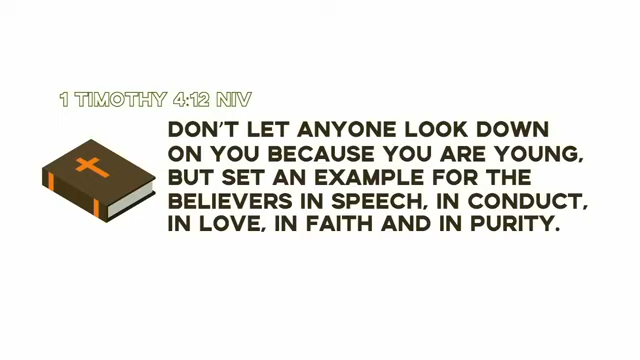 1 TIMOTHY 4:12 NIV
DON'T LET ANYONE LOOK DOWN
ON YOU BECAUSE YOU ARE YOUNG,
BUT SET AN EXAMPLE FOR THE
BELIEVERS IN SPEECH, IN CONDUCT,
IN LOVE, IN FAITH AND IN PURITY.